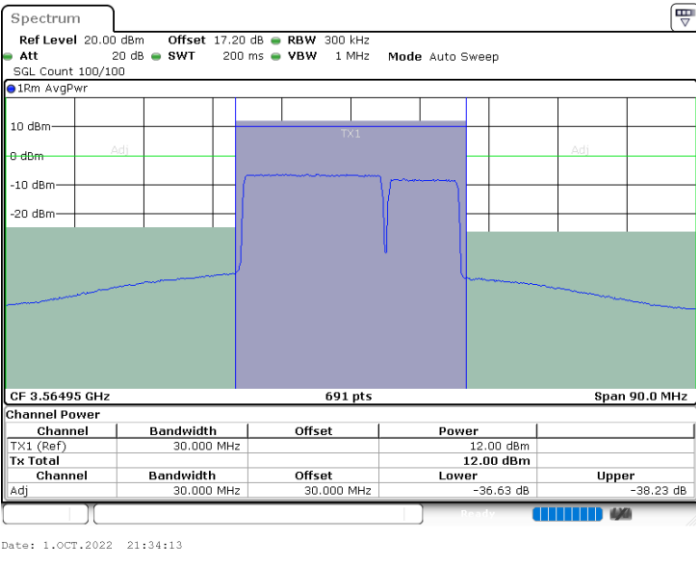 Spectrum
Ref Level 20.00 dBm Offset 17.20 dB RBW 300 kHz
Att 20 dB SWT 200 ms VBW 1 MHz Mode Auto Sweep
SGL Count 100/100
1Rm AvgPwr
10 dBm
TX1
0 dBm Adj Adj
-10 dBm
-20 dBm
CF 3.56495 GHz 691 pts Span 90.0 MHz
Channel Power
Channel Bandwidth Offset Power
TX1 (Ref) 30.000 MHz 12.00 dBm
Tx Total 12.00 dBm
Channel Bandwidth Offset Lower Upper
Adj 30.000 MHz 30.000 MHz -36.63 dB -38.23 dB
Ready
Date: 1.OCT.2022 21:34:13